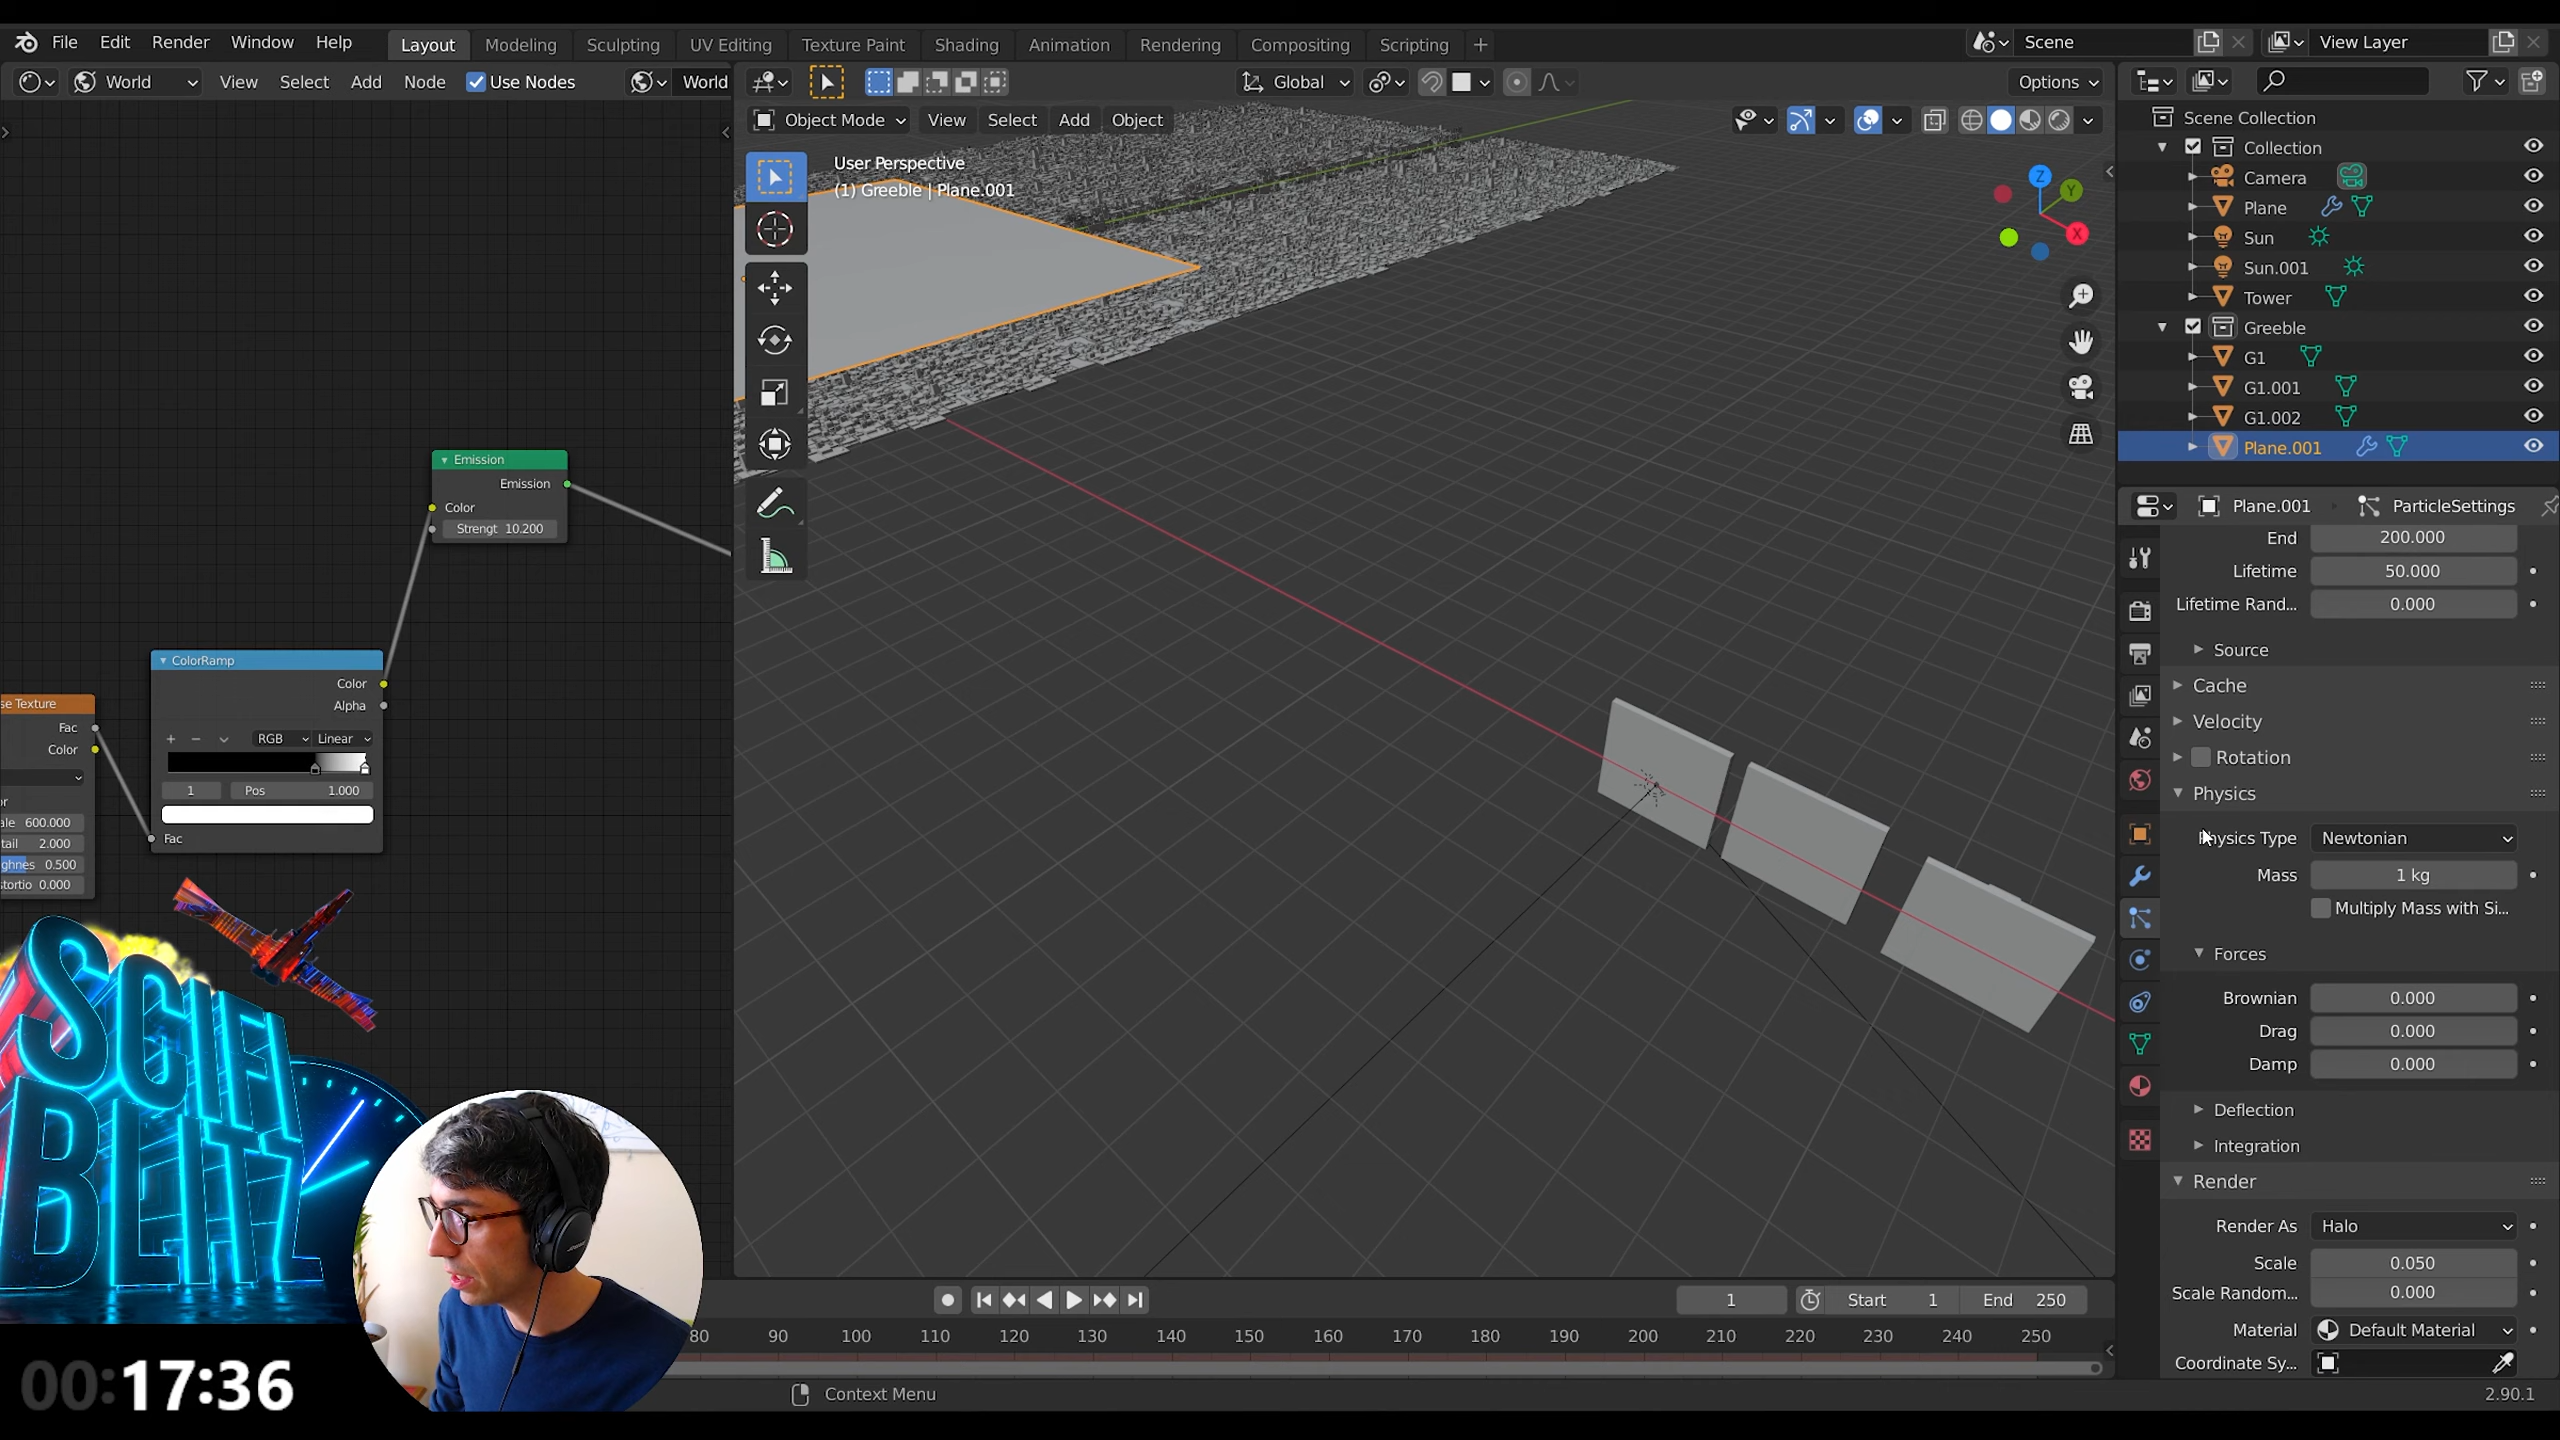 File Edit Render Window Help Layout Modeling Sculpting UV Editing Texture Paint Shading Animation Rendering Compositing Scripting + Scene View Layer
World View Select Add Node Use Nodes World Global Options
Object Mode View Select Add Object
User Perspective
(1) Greeble | Plane.001
Z
Y
X
Scene Collection
Collection
Camera
Plane
Sun
Sun.001
Tower
Greeble
G1
G1.001
G1.002
Plane.001
Plane.001 ParticleSettings
End 200.000
Lifetime 50.000
Lifetime Rand... 0.000
Source
Cache
Velocity
Rotation
Physics
Physics Type Newtonian
Mass 1 kg
Multiply Mass with Si...
Forces
Brownian 0.000
Drag 0.000
Damp 0.000
Deflection
Integration
Render
Render As Halo
Scale 0.050
Scale Random... 0.000
Material Default Material
Coordinate Sy...
Emission
Emission
Color
Strengt 10.200
ColorRamp
Color
Alpha
+ − RGB Linear
1 Pos 1.000
Fac
se Texture
Fac
Color
or
ale 600.000
tail 2.000
ghnes 0.500
stortio 0.000
SCIFI
BLITZ
00:17:36
1 Start 1 End 250
80 90 100 110 120 130 140 150 160 170 180 190 200 210 220 230 240 250
Context Menu
2.90.1